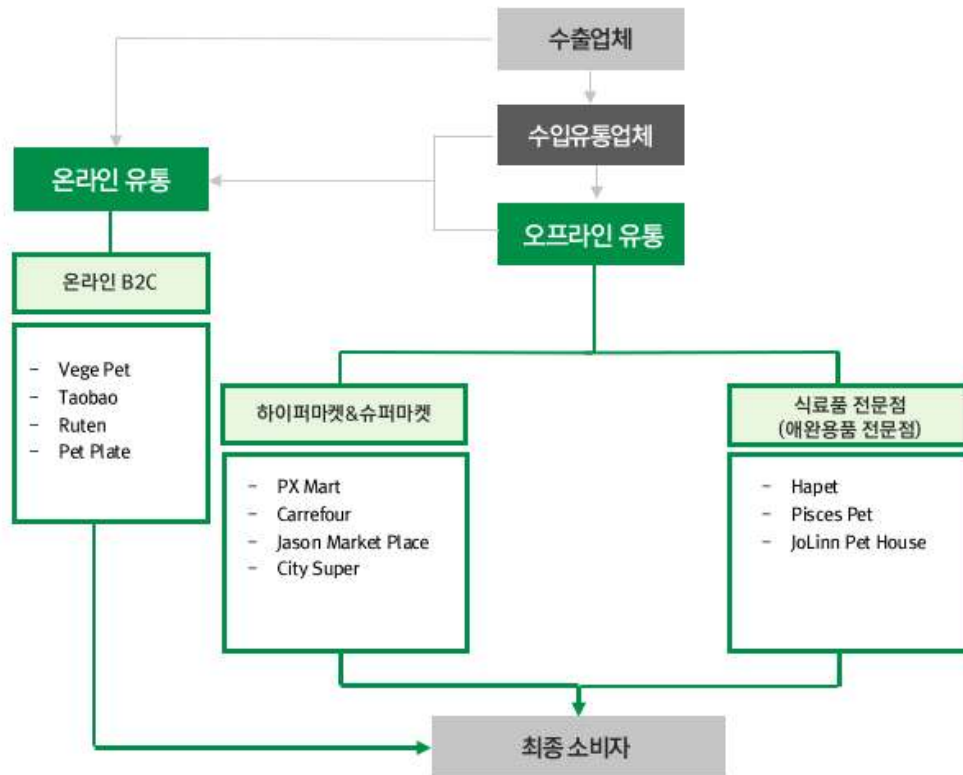 수출업체
수입유통업체
온라인 유통
오프라인 유통
온라인 B2C
- Vege Pet
- Taobao
- Ruten
- Pet Plate
하이퍼마켓&슈퍼마켓
- PX Mart
- Carrefour
- Jason Market Place
- City Super
식료품 전문점
(애완용품 전문점)
- Hapet
- Pisces Pet
- JoLinn Pet House
최종 소비자